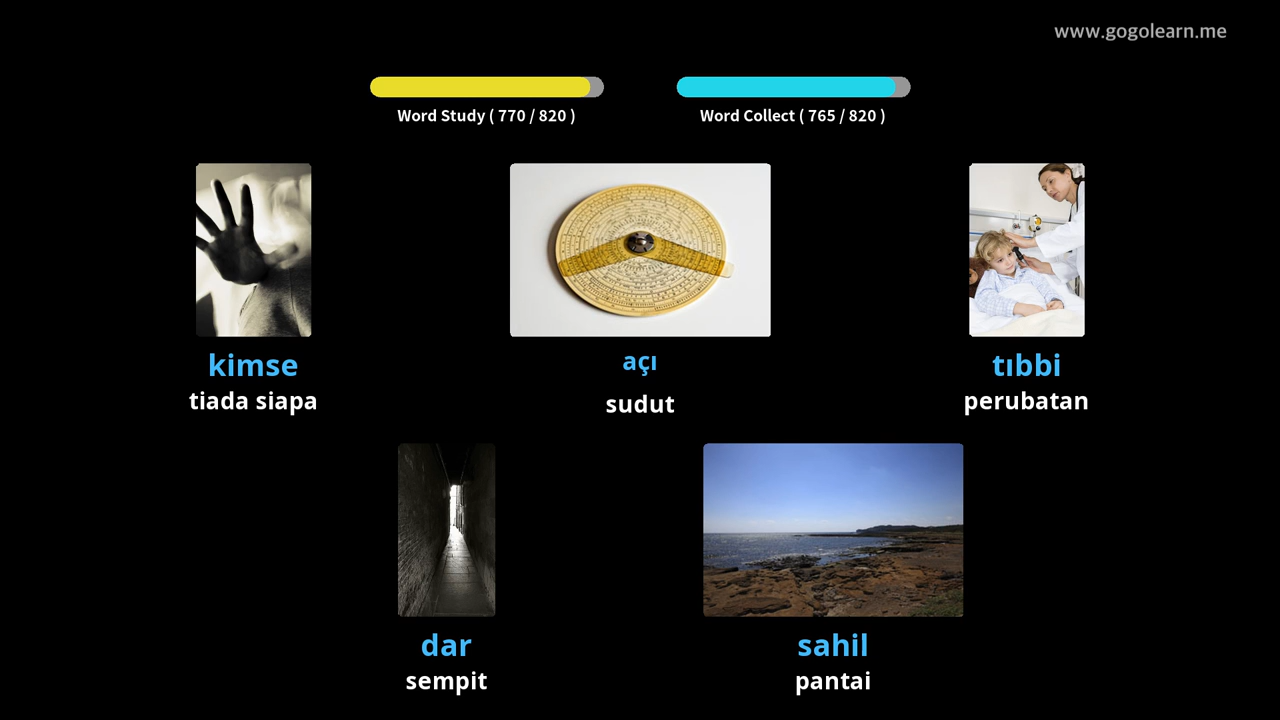 www.gogolearn.me
Word Study ( 770 / 820 )
Word Collect ( 765 / 820 )
kimse
tiada siapa
açı
sudut
tıbbi
perubatan
dar
sempit
sahil
pantai